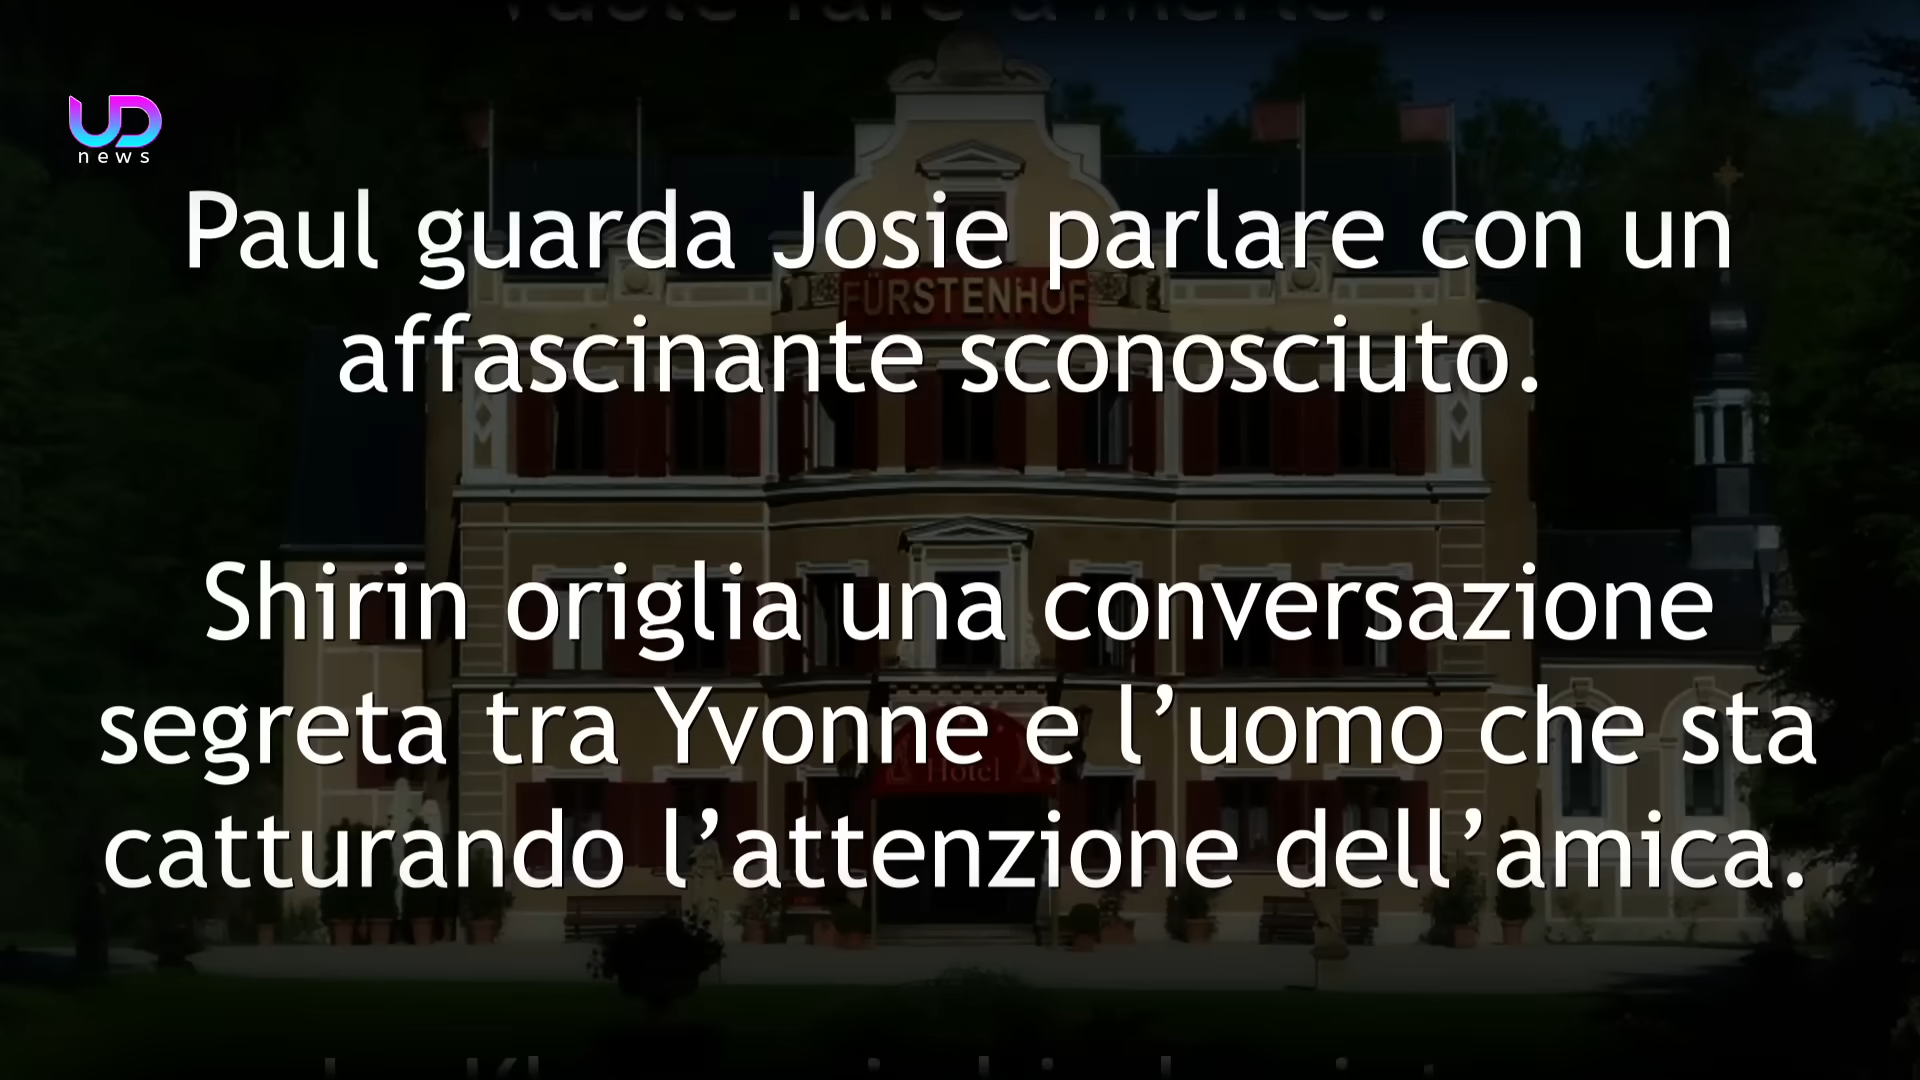 UD
news
Paul guarda Josie parlare con un
FÜRSTENHOF
affascinante sconosciuto.
Shirin origlia una conversazione
segreta tra Yvonne e l’uomo che sta
Hotel
catturando l’attenzione dell’amica.